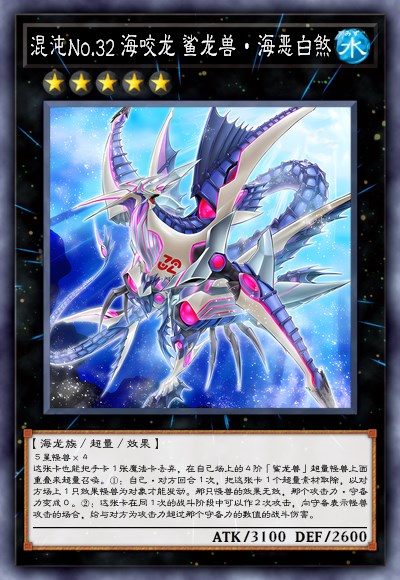 混沌No.32 海咬龙 鲨龙兽·海恶白煞
水
32
【海龙族／超量／效果】
5星怪兽×4
这张卡也能把手卡1张魔法卡丢弃，在自己场上的4阶「鲨龙兽」超量怪兽上面
重叠来超量召唤。①：自己·对方回合1次，把这张卡1个超量素材取除，以对
方场上1只效果怪兽为对象才能发动。那只怪兽的效果无效，那个攻击力·守备
力变成0。②：这张卡在同1次的战斗阶段中可以作2次攻击，向守备表示怪兽
攻击的场合，给与对方为攻击力超过那个守备力的数值的战斗伤害。
ATK/3100 DEF/2600